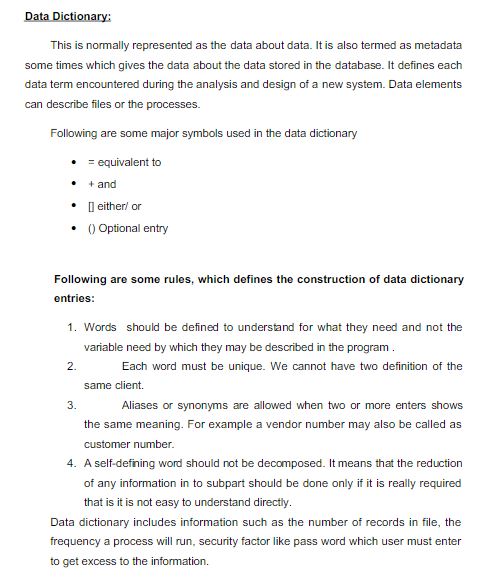 Data Dictionary:
This is normally represented as the data about data. It is also termed as metadata
some times which gives the data about the data stored in the database. It defines each
data term encountered during the analysis and design of a new system. Data elements
can describe files or the processes.
Following are some major symbols used in the data dictionary
• = equivalent to
• + and
• [] either/ or
• () Optional entry
Following are some rules, which defines the construction of data dictionary
entries:
1. Words should be defined to understand for what they need and not the
variable need by which they may be described in the program .
2. Each word must be unique. We cannot have two definition of the
same client.
3. Aliases or synonyms are allowed when two or more enters shows
the same meaning. For example a vendor number may also be called as
customer number.
4. A self-defining word should not be decomposed. It means that the reduction
of any information in to subpart should be done only if it is really required
that is it is not easy to understand directly.
Data dictionary includes information such as the number of records in file, the
frequency a process will run, security factor like pass word which user must enter
to get excess to the information.